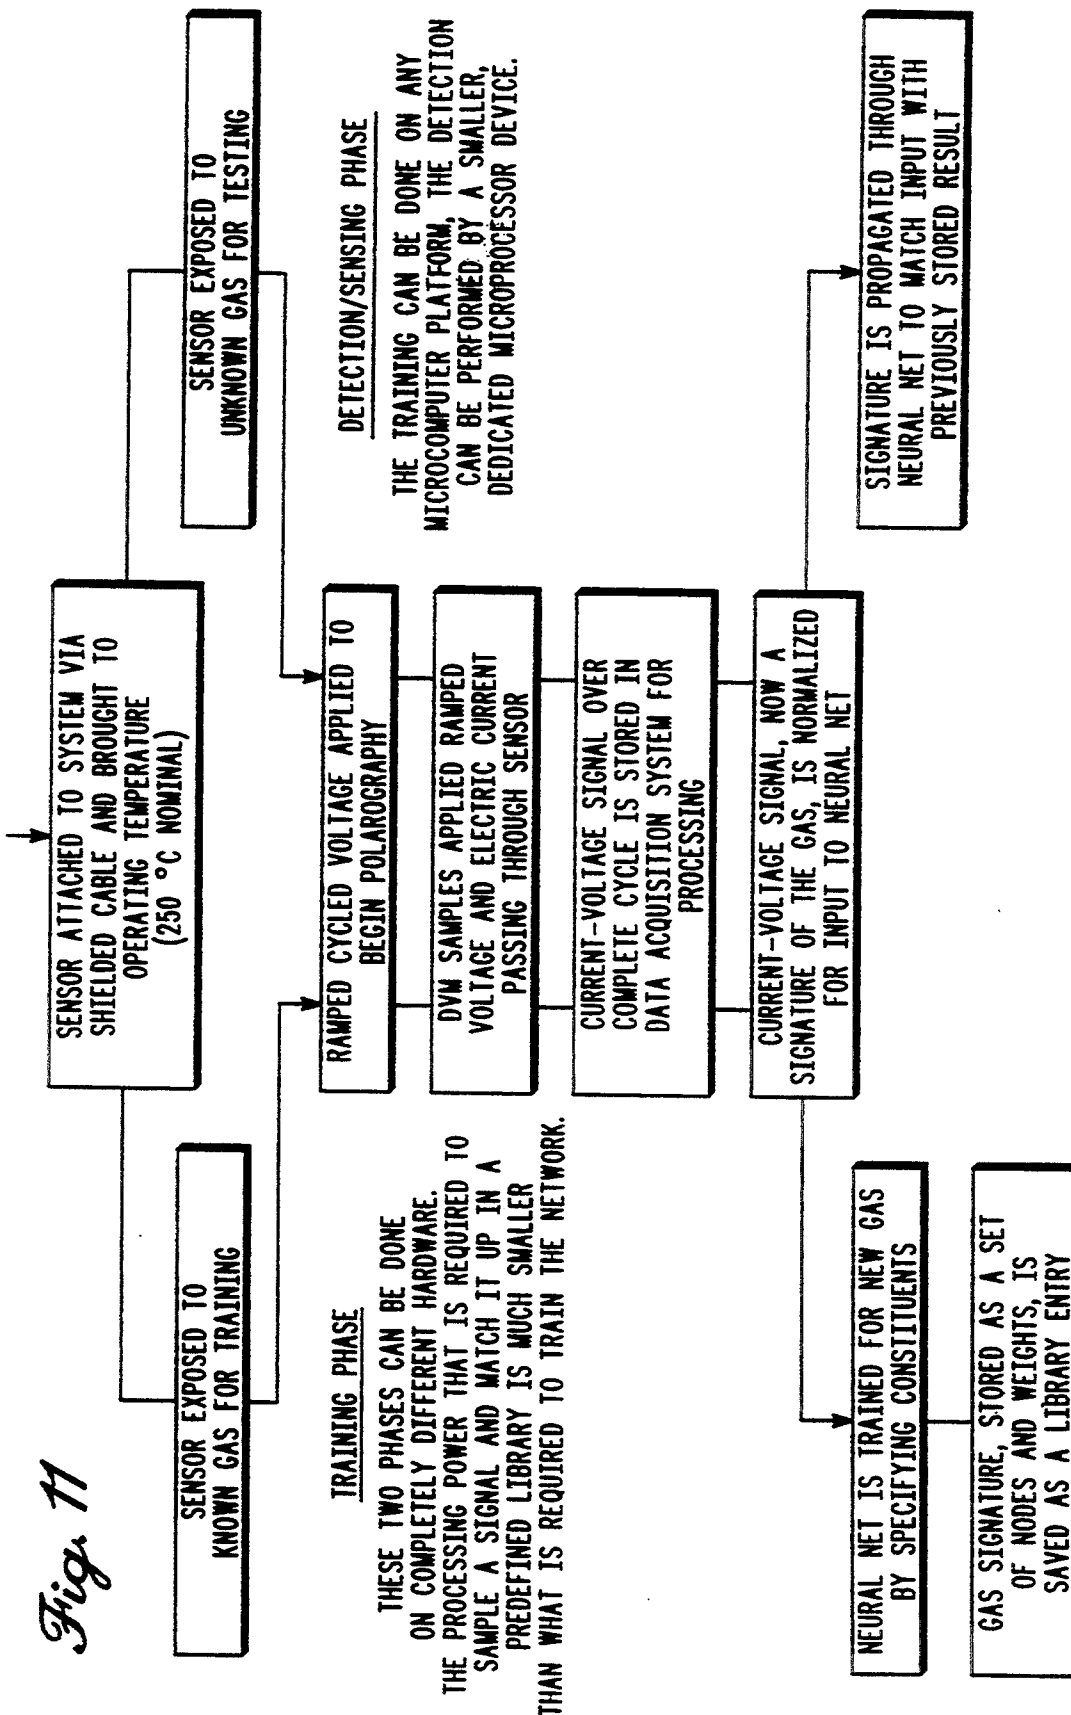 Fig. 11
SENSOR ATTACHED TO SYSTEM VIA
SHIELDED CABLE AND BROUGHT TO
OPERATING TEMPERATURE
(250 °C NOMINAL)
SENSOR EXPOSED TO
KNOWN GAS FOR TRAINING
SENSOR EXPOSED TO
UNKNOWN GAS FOR TESTING
TRAINING PHASE
THESE TWO PHASES CAN BE DONE
ON COMPLETELY DIFFERENT HARDWARE.
THE PROCESSING POWER THAT IS REQUIRED TO
SAMPLE A SIGNAL AND MATCH IT UP IN A
PREDEFINED LIBRARY IS MUCH SMALLER
THAN WHAT IS REQUIRED TO TRAIN THE NETWORK.
RAMPED CYCLED VOLTAGE APPLIED TO
BEGIN POLAROGRAPHY
DVM SAMPLES APPLIED RAMPED
VOLTAGE AND ELECTRIC CURRENT
PASSING THROUGH SENSOR
CURRENT-VOLTAGE SIGNAL OVER
COMPLETE CYCLE IS STORED IN
DATA ACQUISITION SYSTEM FOR
PROCESSING
CURRENT-VOLTAGE SIGNAL, NOW A
SIGNATURE OF THE GAS, IS NORMALIZED
FOR INPUT TO NEURAL NET
DETECTION/SENSING PHASE
THE TRAINING CAN BE DONE ON ANY
MICROCOMPUTER PLATFORM, THE DETECTION
CAN BE PERFORMED BY A SMALLER,
DEDICATED MICROPROCESSOR DEVICE.
NEURAL NET IS TRAINED FOR NEW GAS
BY SPECIFYING CONSTITUENTS
GAS SIGNATURE, STORED AS A SET
OF NODES AND WEIGHTS, IS
SAVED AS A LIBRARY ENTRY
SIGNATURE IS PROPAGATED THROUGH
NEURAL NET TO MATCH INPUT WITH
PREVIOUSLY STORED RESULT